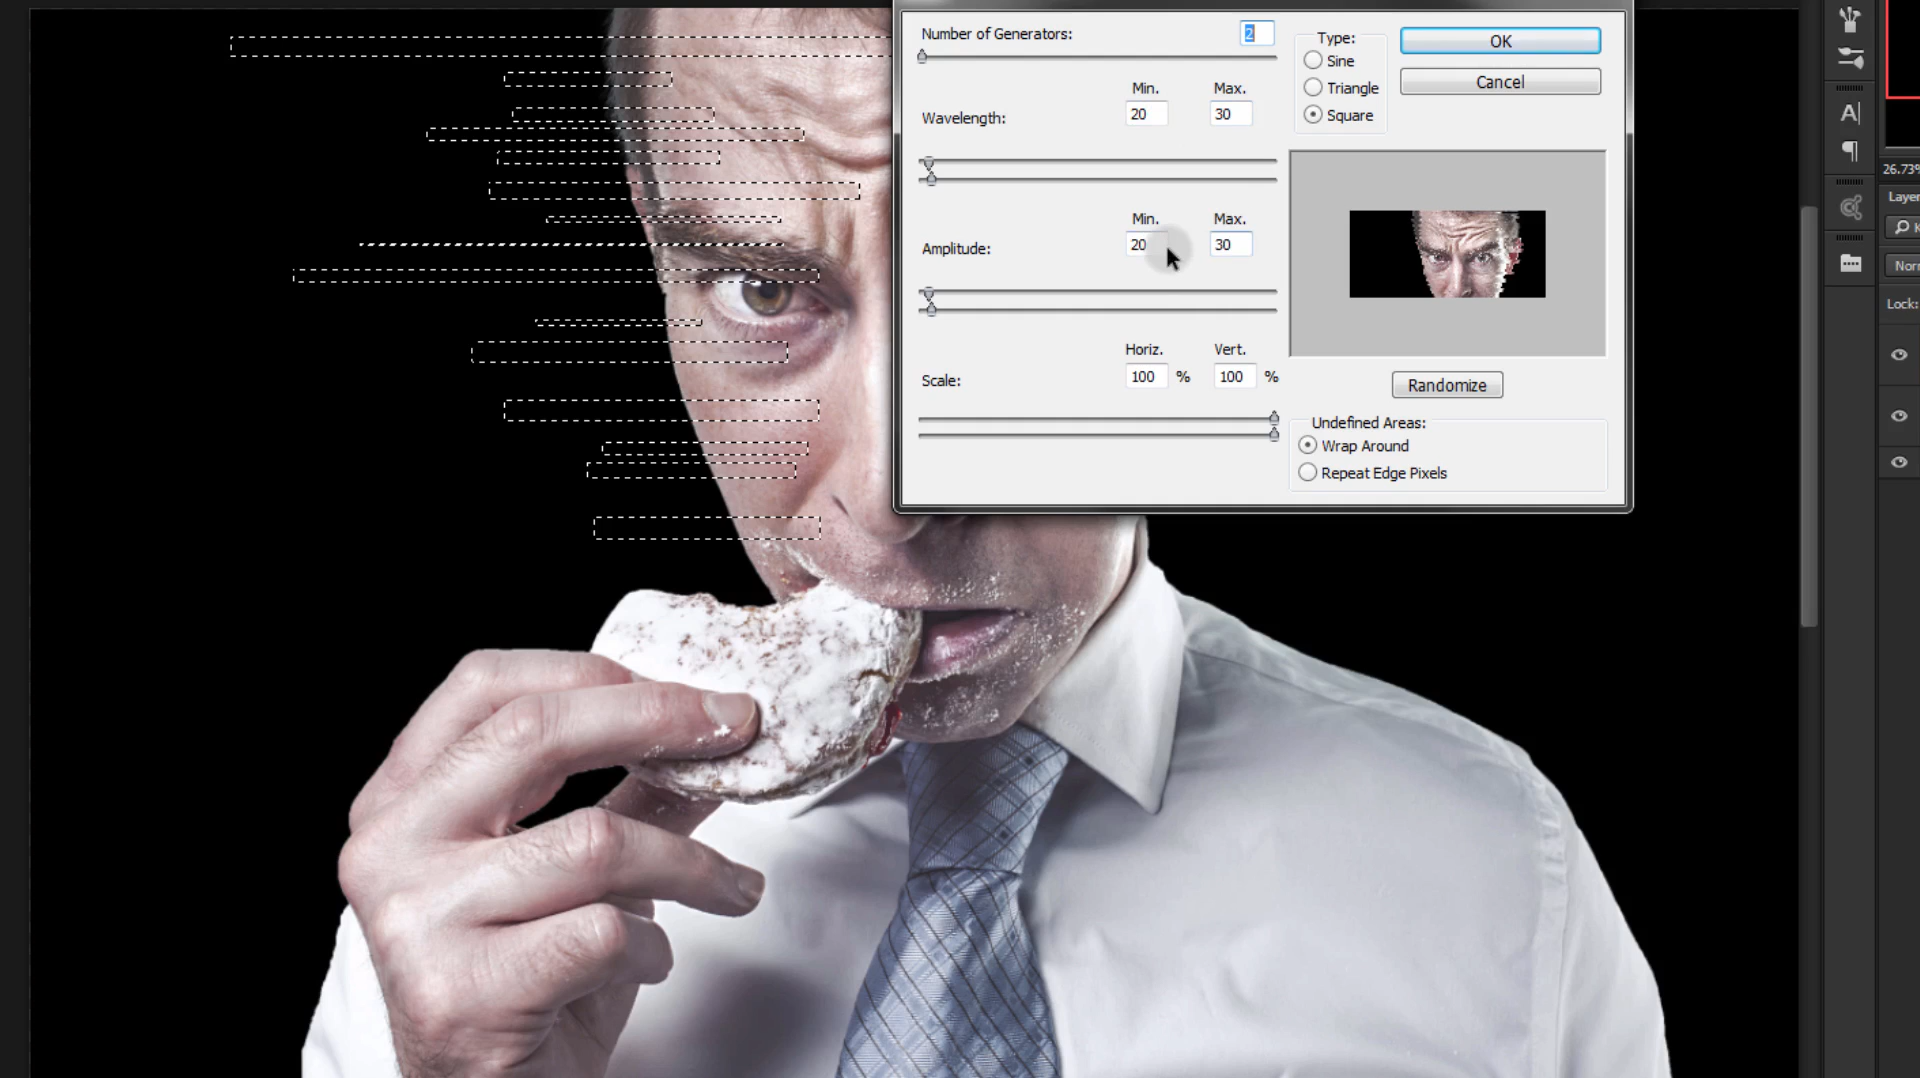 Number of Generators: 2
Type:
Sine
Triangle
Square
OK
Cancel
Min. Max.
Wavelength: 20 30
Min. Max.
Amplitude: 20 30
Horiz. Vert.
Scale: 100 % 100 %
Randomize
Undefined Areas:
Wrap Around
Repeat Edge Pixels
A
26.73%
Layer
K
Nor
Lock: